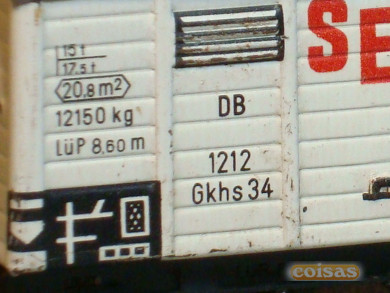 15 t
17.5 t
20,8 m2
12150 kg
LüP 8,60 m
DB
1212
Gkhs 34
SE
coisas